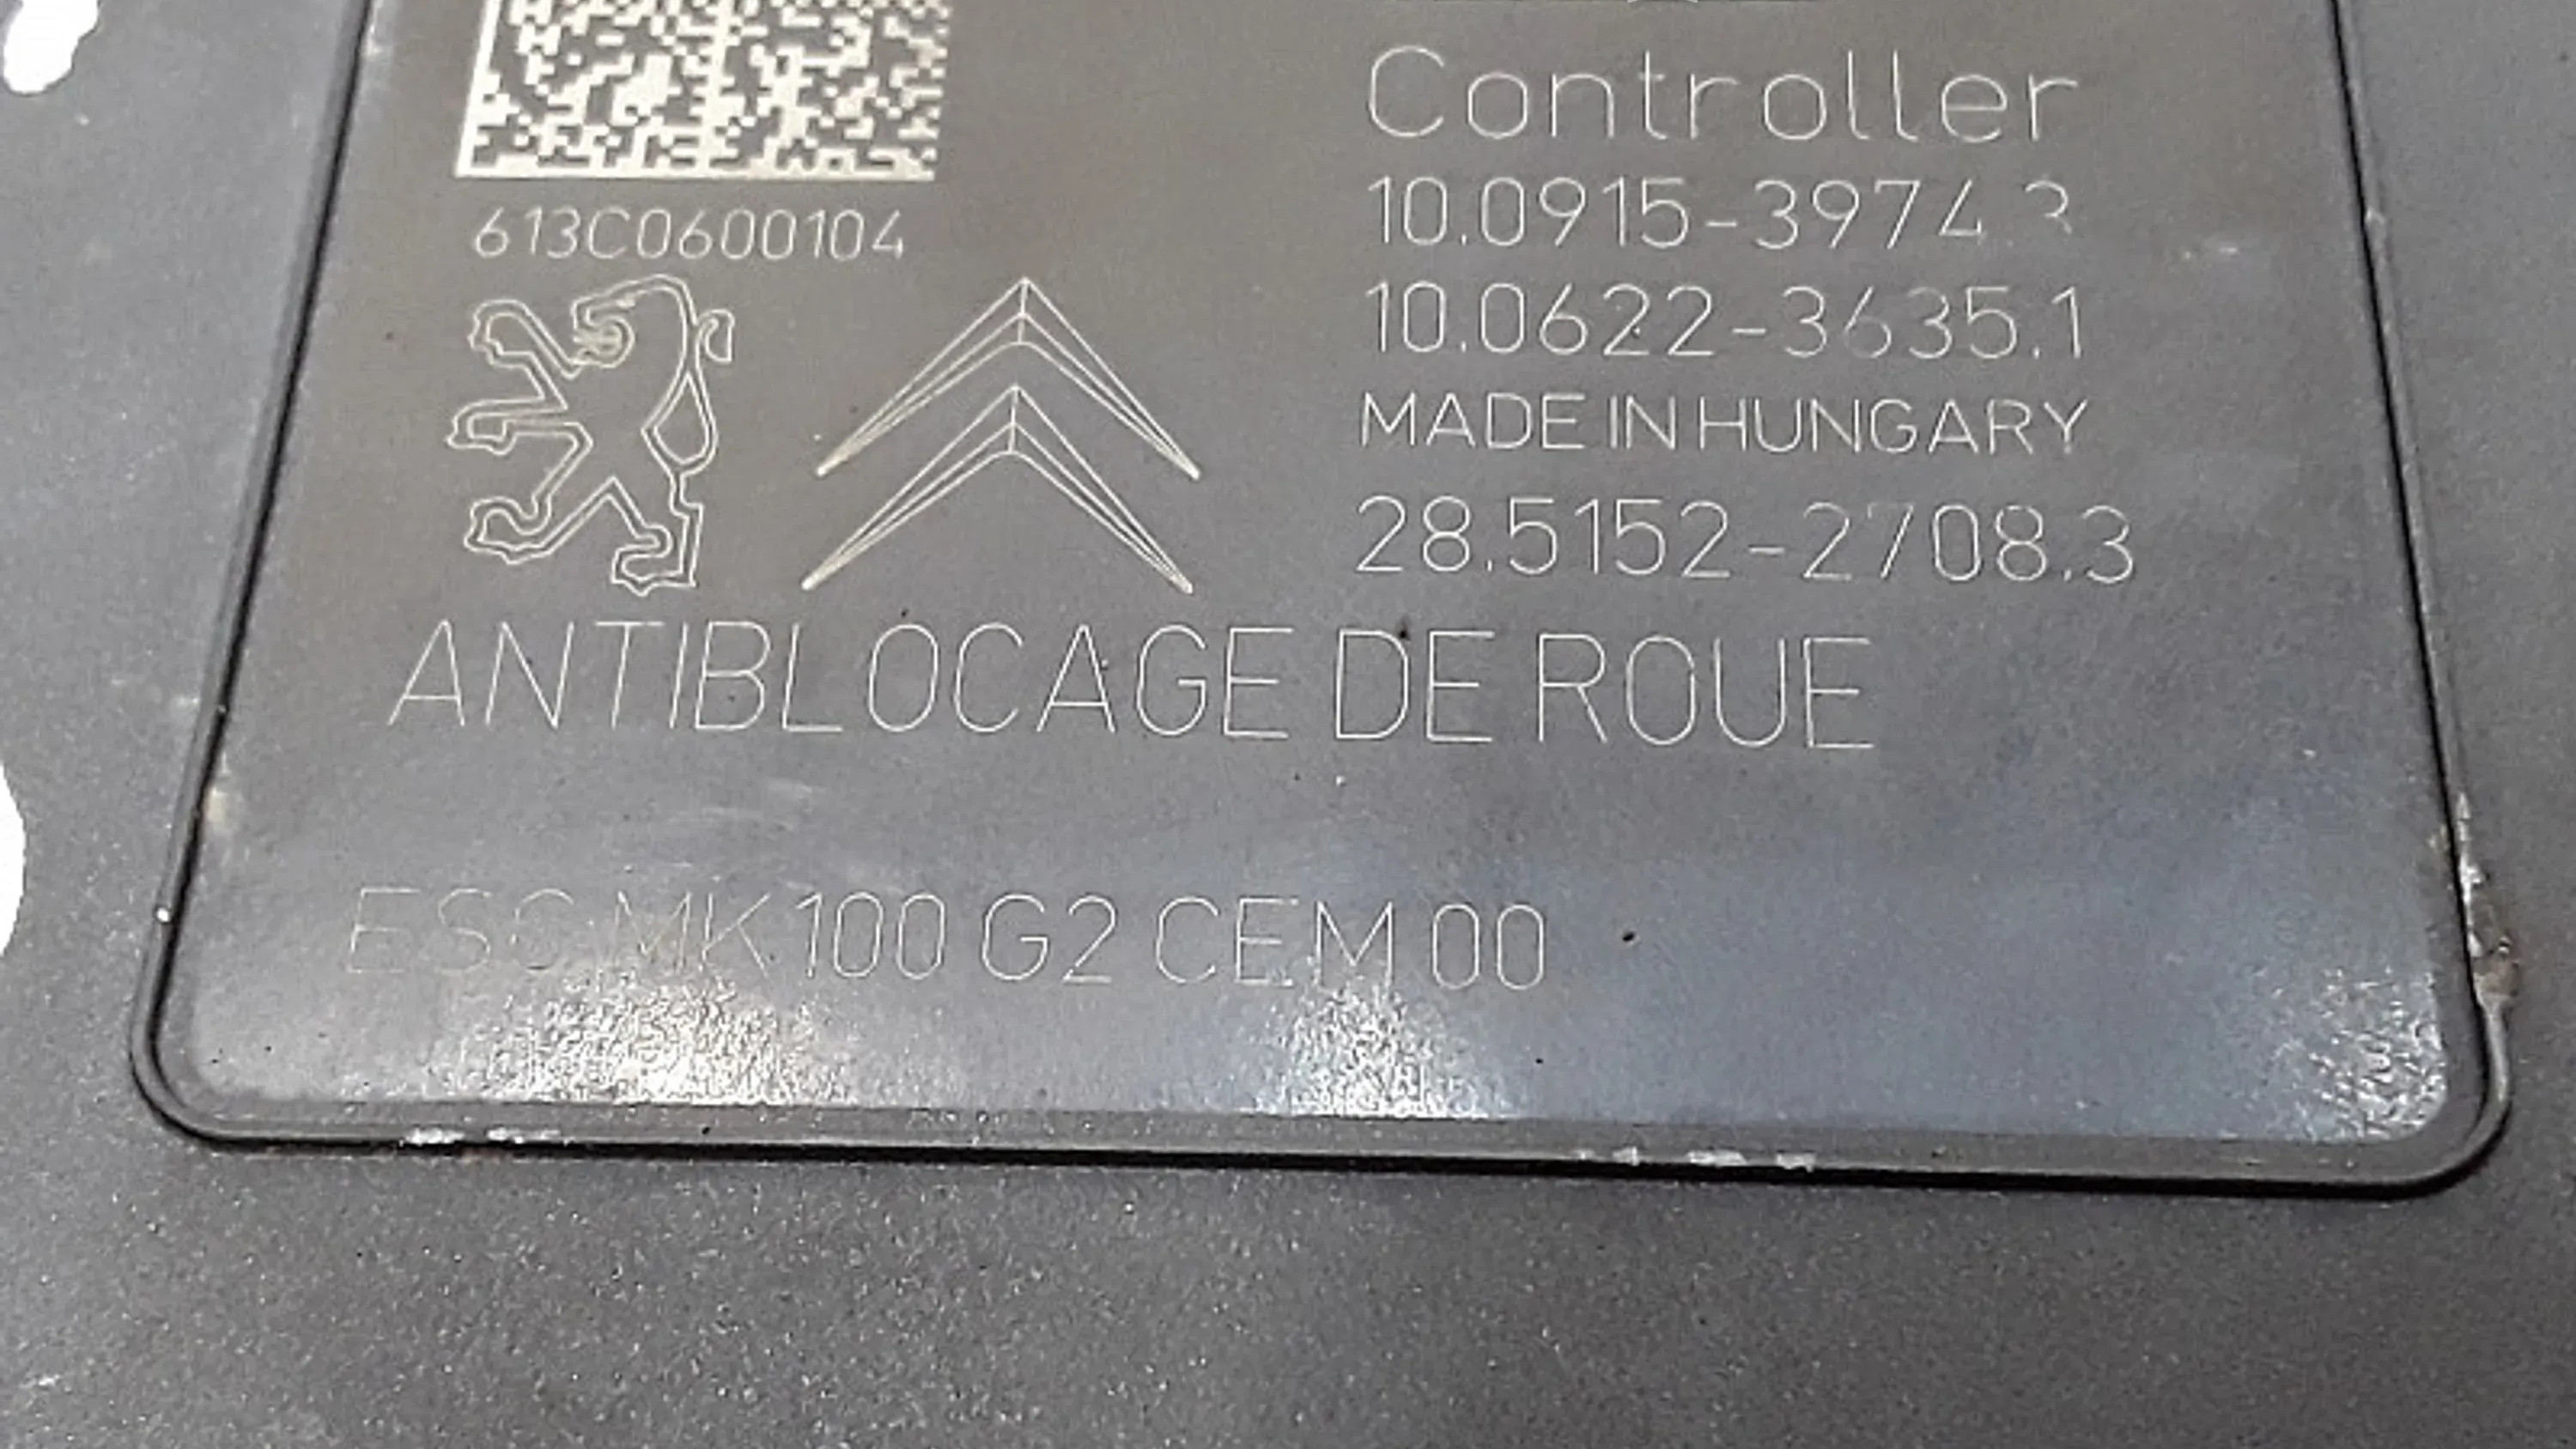 Controller
613C0600104
10.0915-3974.3
10.0622-3635.1
MADE IN HUNGARY
28.5152-2708.3
ANTIBLOCAGE DE ROUE
MK100 G2 CEM 00